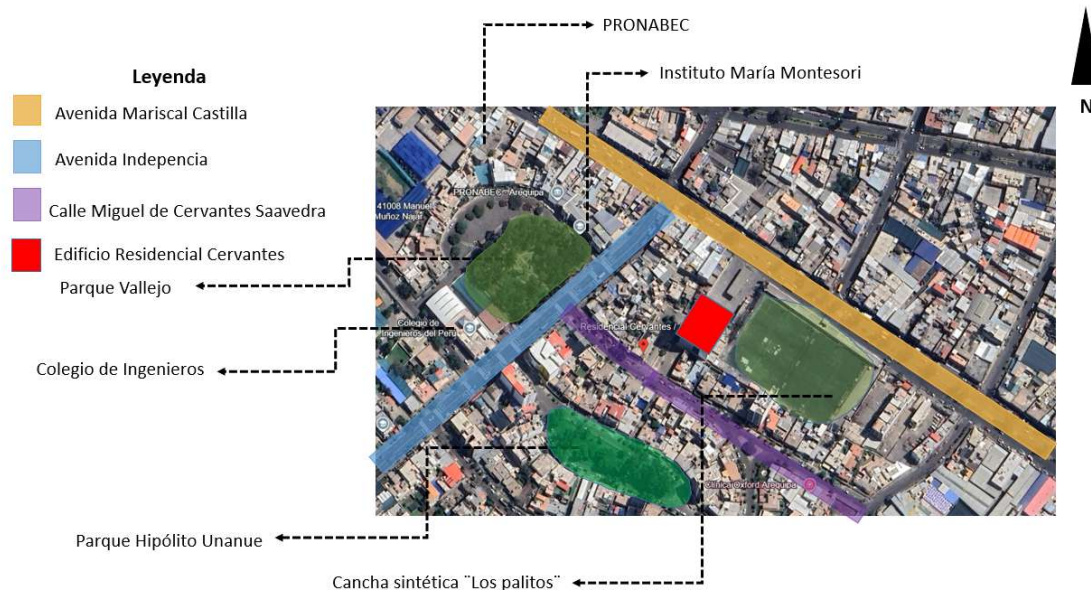 PRONABEC
Instituto María Montesori
N
Leyenda
Avenida Mariscal Castilla
Avenida Indepencia
Calle Miguel de Cervantes Saavedra
Edificio Residencial Cervantes
Parque Vallejo
Colegio de Ingenieros
Parque Hipólito Unanue
Cancha sintética ¨Los palitos¨
PRONABEC - Arequipa
41008 Manuel
Muñoz Najar
Colegio de
Ingenieros del Perú
Residencial Cervantes
Clínica Oxford Arequipa